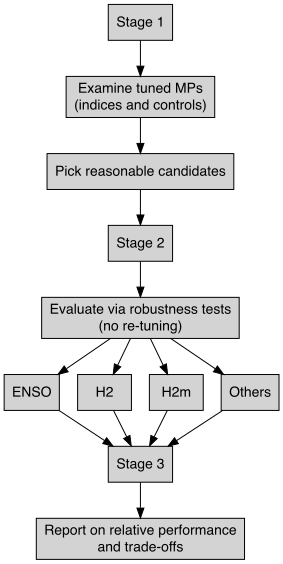 Stage 1
Examine tuned MPs
(indices and controls)
Pick reasonable candidates
Stage 2
Evaluate via robustness tests
(no re-tuning)
ENSO
H2
H2m
Others
Stage 3
Report on relative performance
and trade-offs